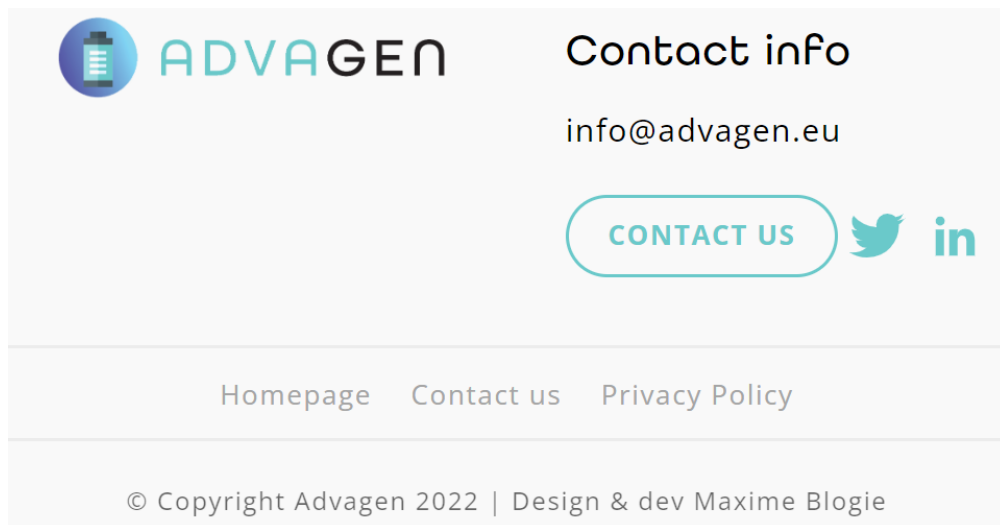 ADVAGEN
Contact info
info@advagen.eu
CONTACT US
in
Homepage Contact us Privacy Policy
© Copyright Advagen 2022 | Design & dev Maxime Blogie